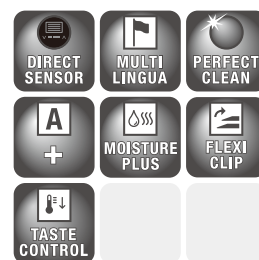 DIRECT
SENSOR
MULTI
LINGUA
PERFECT
CLEAN
A
+
MOISTURE
PLUS
FLEXI
CLIP
TASTE
CONTROL